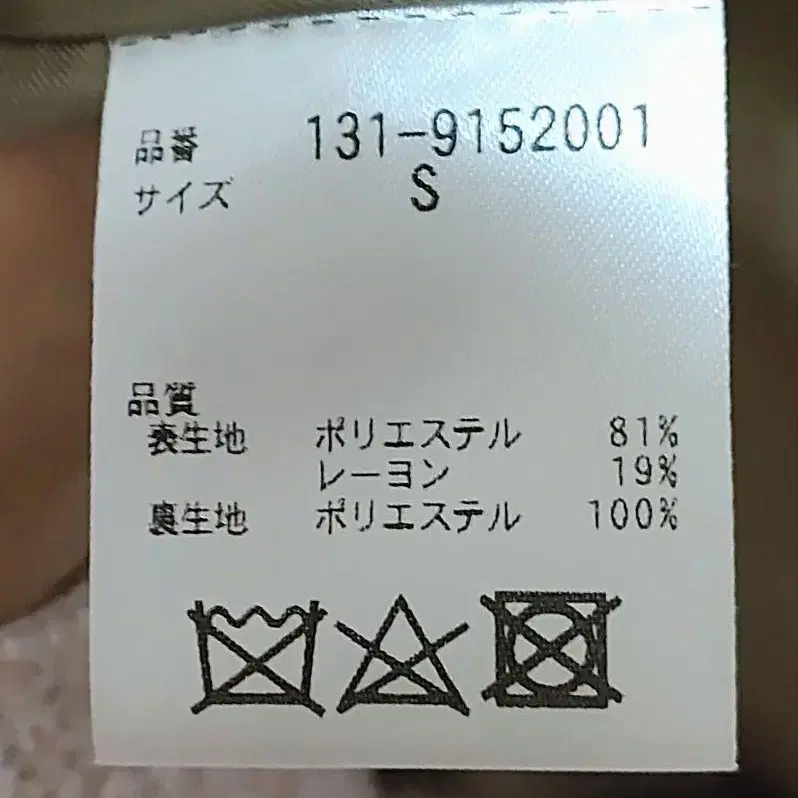 品番 131-9152001
サイズ S
品質
表生地 ポリエステル 81%
レーヨン 19%
裏生地 ポリエステル 100%